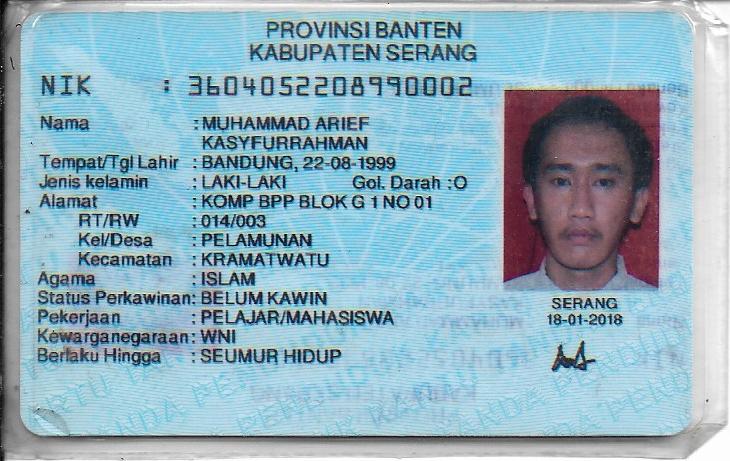 PROVINSI BANTEN
KABUPATEN SERANG
NIK : 3604052208990002
Nama : MUHAMMAD ARIEF
KASYFURRAHMAN
Tempat/Tgl Lahir : BANDUNG, 22-08-1999
Jenis kelamin : LAKI-LAKI Gol. Darah :O
Alamat : KOMP BPP BLOK G 1 NO 01
RT/RW : 014/003
Kel/Desa : PELAMUNAN
Kecamatan : KRAMATWATU
Agama : ISLAM
Status Perkawinan: BELUM KAWIN
Pekerjaan : PELAJAR/MAHASISWA
Kewarganegaraan: WNI
Berlaku Hingga : SEUMUR HIDUP
SERANG
18-01-2018